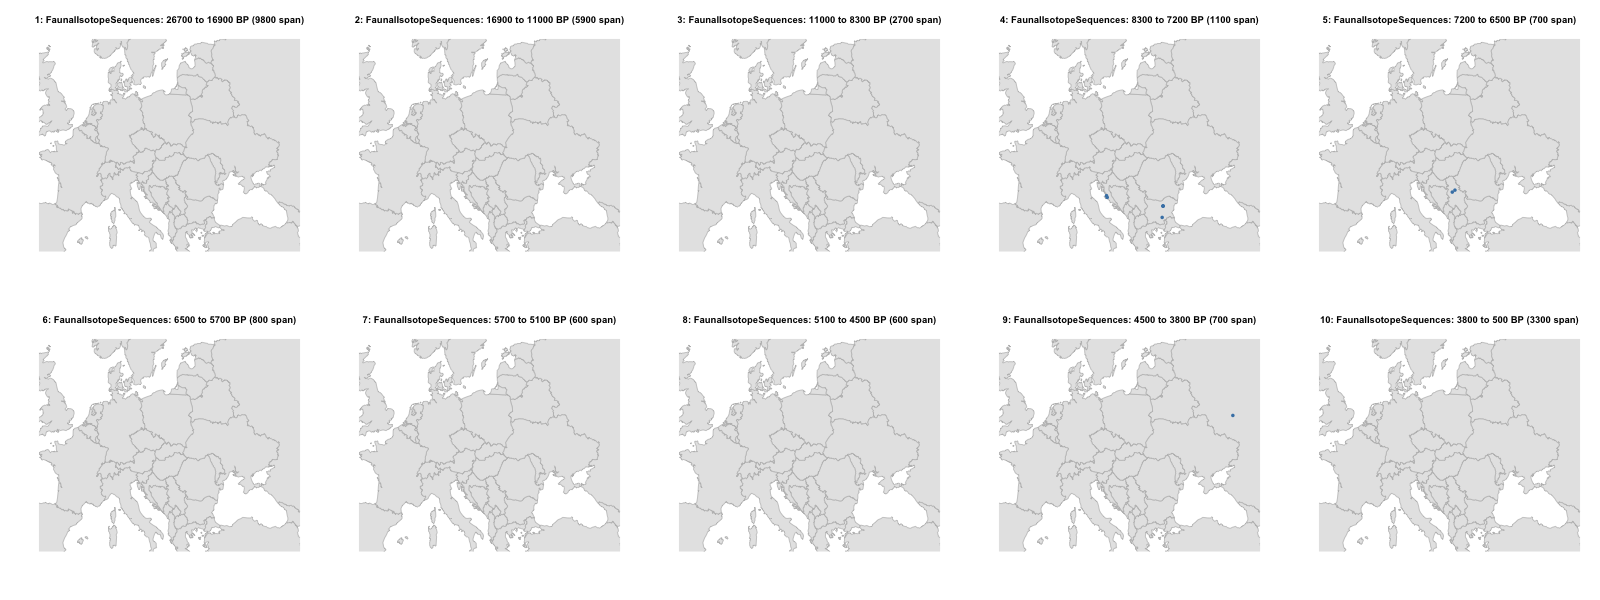 1: FaunalIsotopeSequences: 26700 to 16900 BP (9800 span)
2: FaunalIsotopeSequences: 16900 to 11000 BP (5900 span)
3: FaunalIsotopeSequences: 11000 to 8300 BP (2700 span)
4: FaunalIsotopeSequences: 8300 to 7200 BP (1100 span)
5: FaunalIsotopeSequences: 7200 to 6500 BP (700 span)
6: FaunalIsotopeSequences: 6500 to 5700 BP (800 span)
7: FaunalIsotopeSequences: 5700 to 5100 BP (600 span)
8: FaunalIsotopeSequences: 5100 to 4500 BP (600 span)
9: FaunalIsotopeSequences: 4500 to 3800 BP (700 span)
10: FaunalIsotopeSequences: 3800 to 500 BP (3300 span)